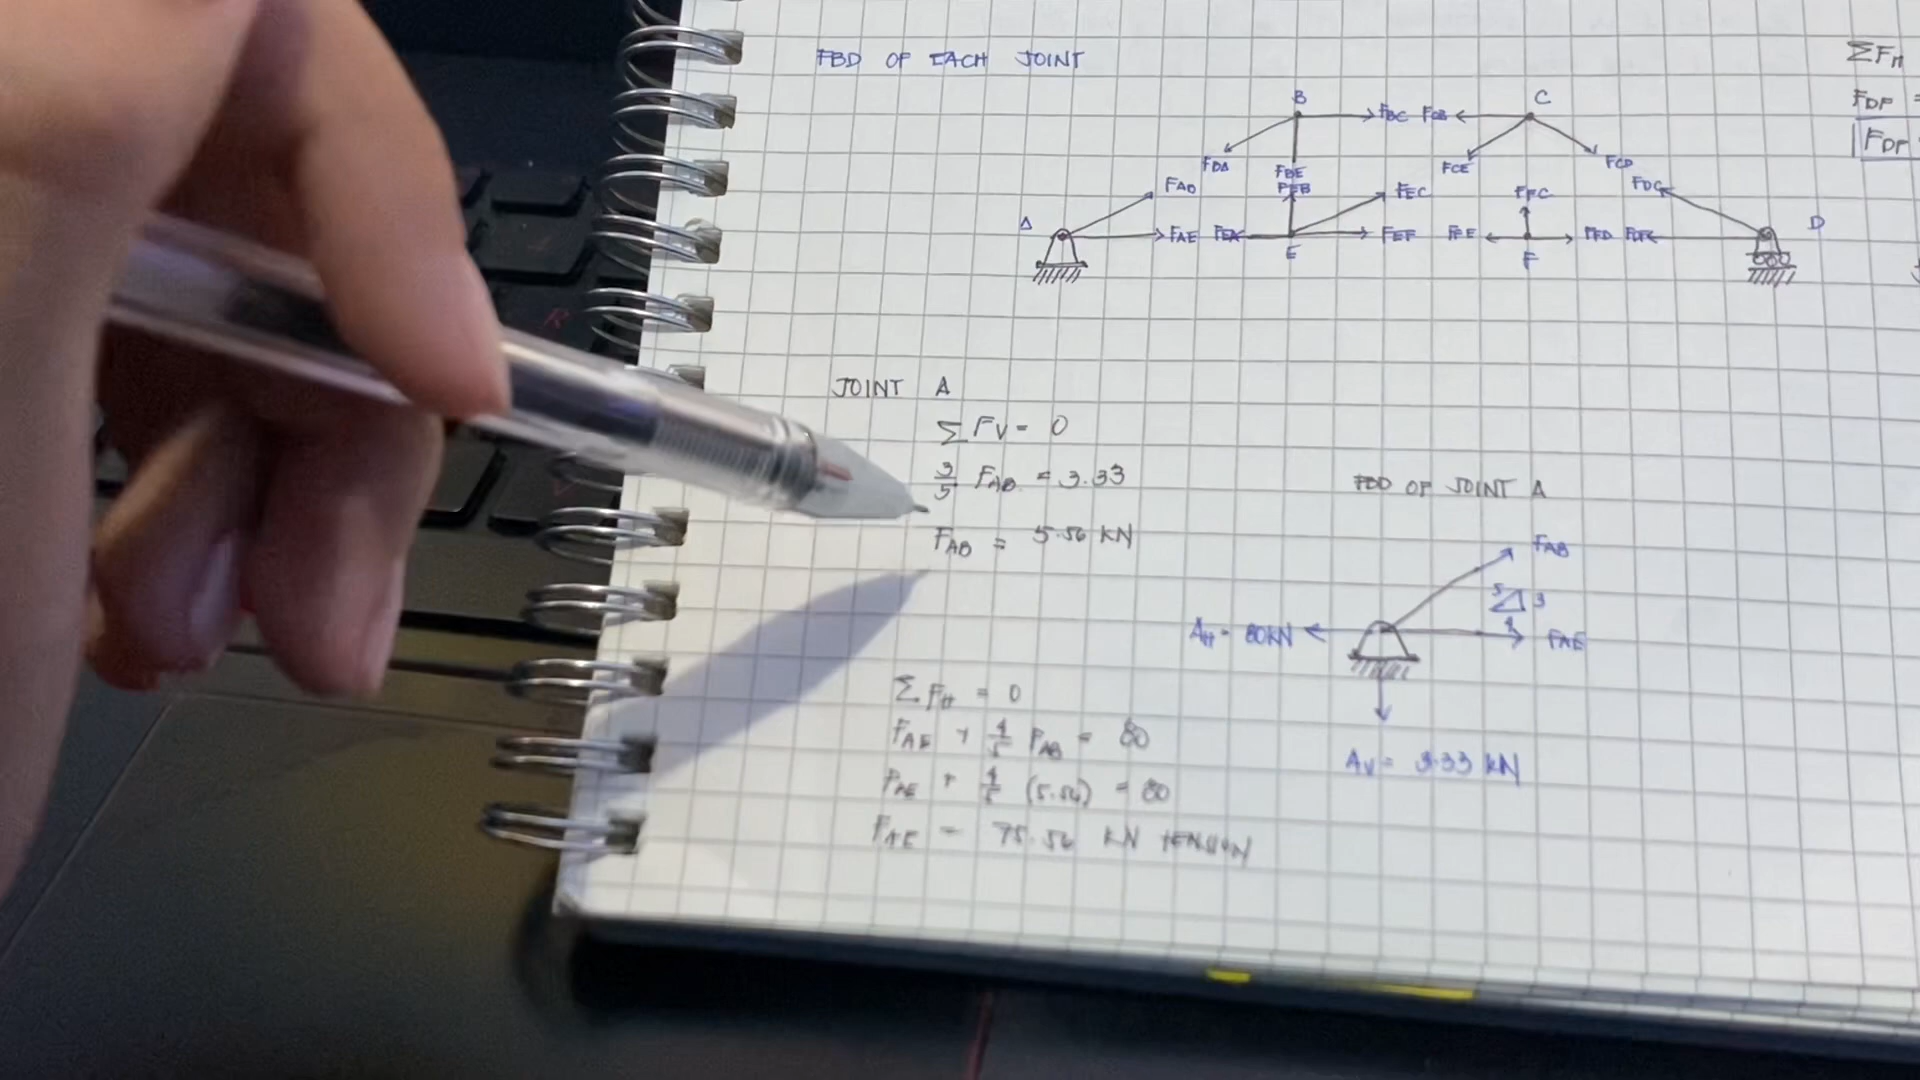 FBD OF EACH JOINT
ΣFH
FDF =
FDF =
B
C
FBC FCB
FBA
FBE
FCE
FCD
FAB
FEB
FEC
FFC
FDC
A
D
FAE FEA
FEF
FFE
FFD FDF
E
F
JOINT A
ΣFV = 0
3/5 FAB = 3.33
FAB = 5.56 KN
FBD OF JOINT A
FAB
5
3
4
AH = 80KN
FAE
AV = 3.33 KN
ΣFH = 0
FAE + 4/5 FAB = 80
FAE + 4/5 (5.56) = 80
FAE = 75.56 KN TENSION